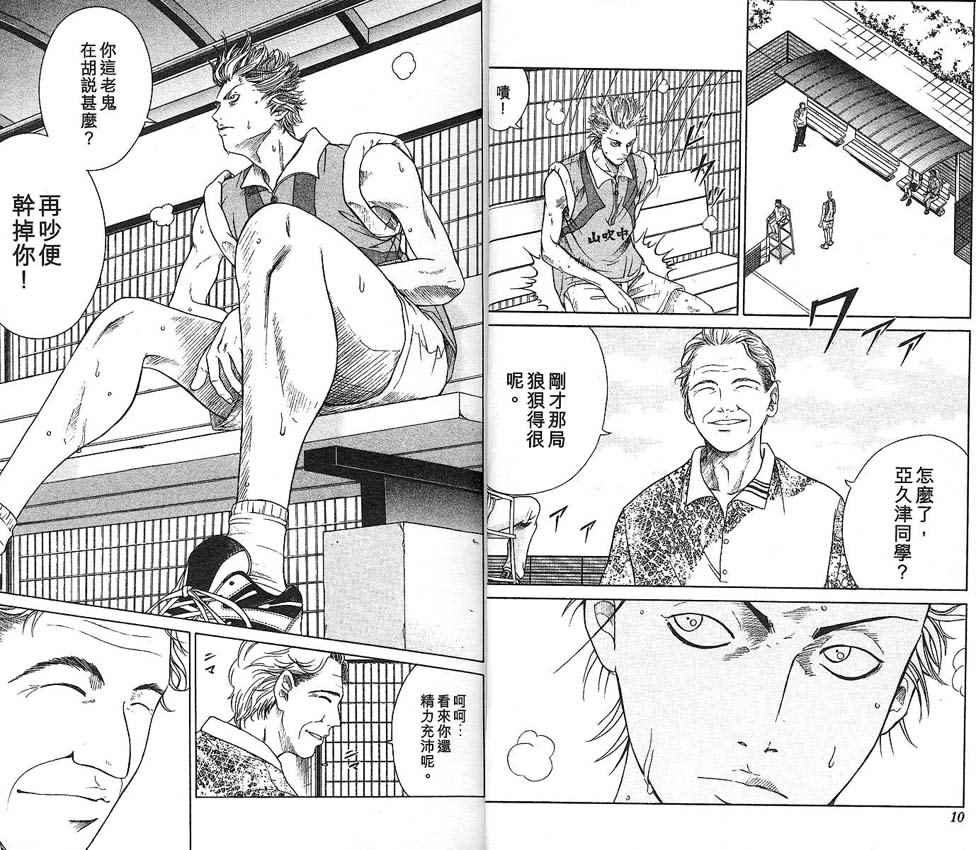 嘖！
山吹中
怎麼了，
亞久津同學？
剛才那局
狼狽得很
呢。
10
你這老鬼
在胡説甚麼？
再吵便
幹掉你！
呵呵…
看來你還
精力充沛呢。